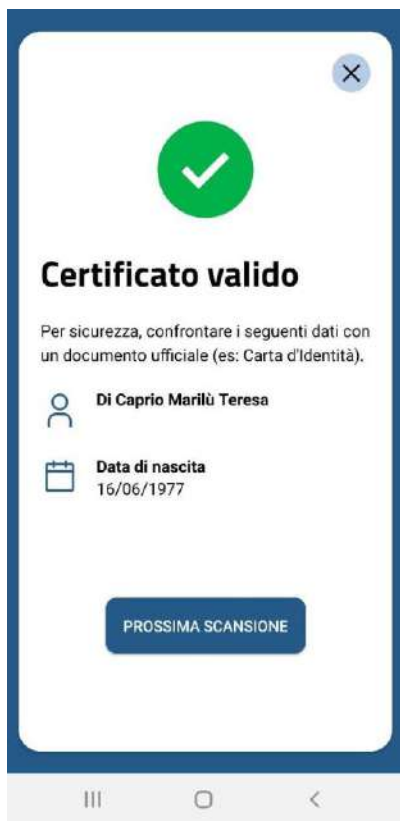 Certificato valido
Per sicurezza, confrontare i seguenti dati con
un documento ufficiale (es: Carta d'Identità).
Di Caprio Marilù Teresa
Data di nascita
16/06/1977
PROSSIMA SCANSIONE